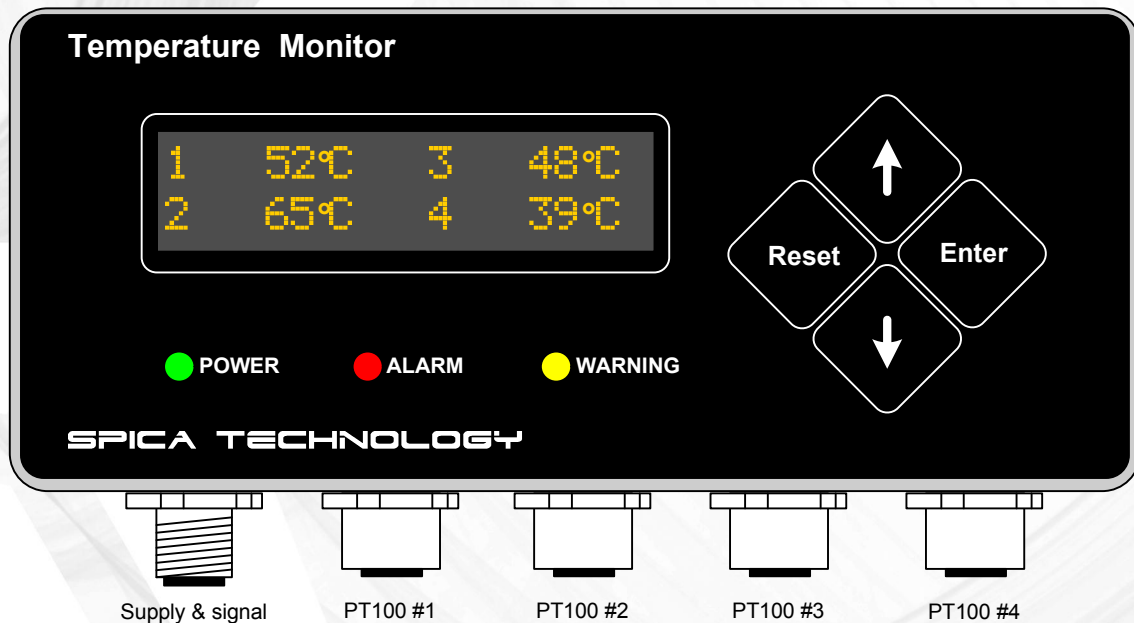 Temperature Monitor
1 52°C 3 48°C
2 65°C 4 39°C
Reset
Enter
POWER ALARM WARNING
SPICA TECHNOLOGY
Supply & signal PT100 #1 PT100 #2 PT100 #3 PT100 #4